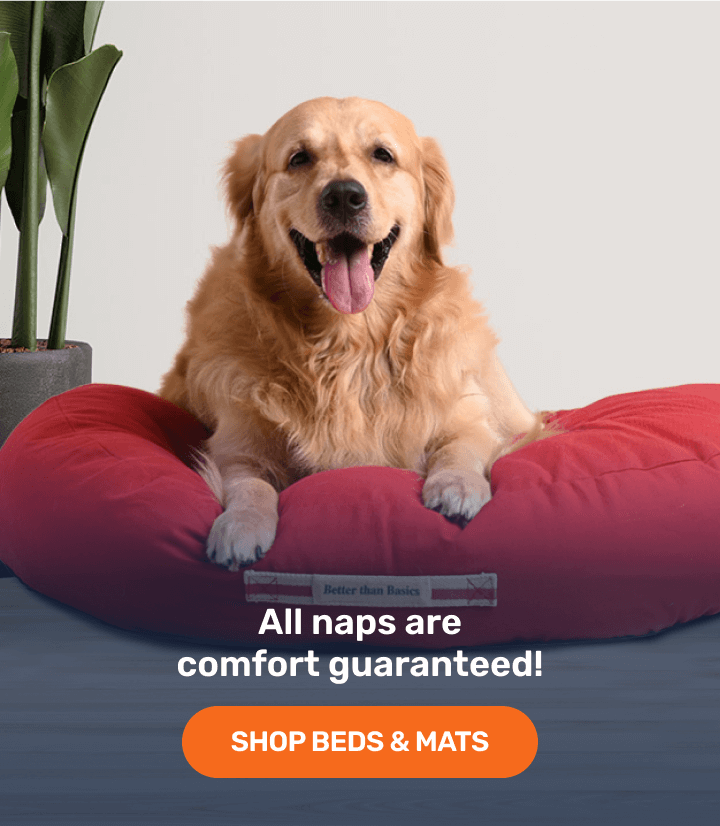 Better than Basics
All naps are
comfort guaranteed!
SHOP BEDS & MATS